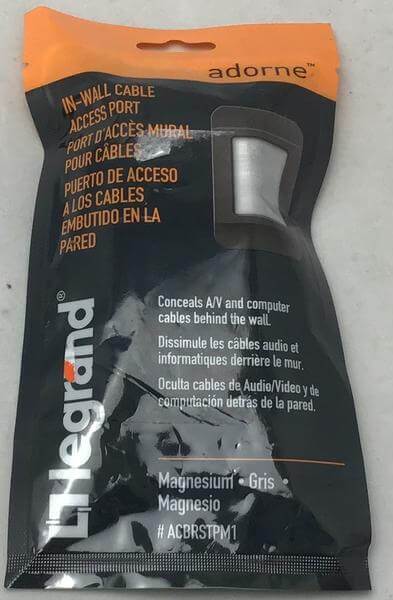 adorne™
IN-WALL CABLE
ACCESS PORT
PORT D'ACCÈS MURAL
POUR CÂBLES
PUERTO DE ACCESO
A LOS CABLES,
EMBUTIDO EN LA
PARED
legrand®
Conceals A/V and computer
cables behind the wall.
Dissimule les câbles audio et
informatiques derrière le mur.
Oculta cables de Audio/Video y de
computación detrás de la pared.
Magnesium • Gris •
Magnesio
# ACBRSTPM1